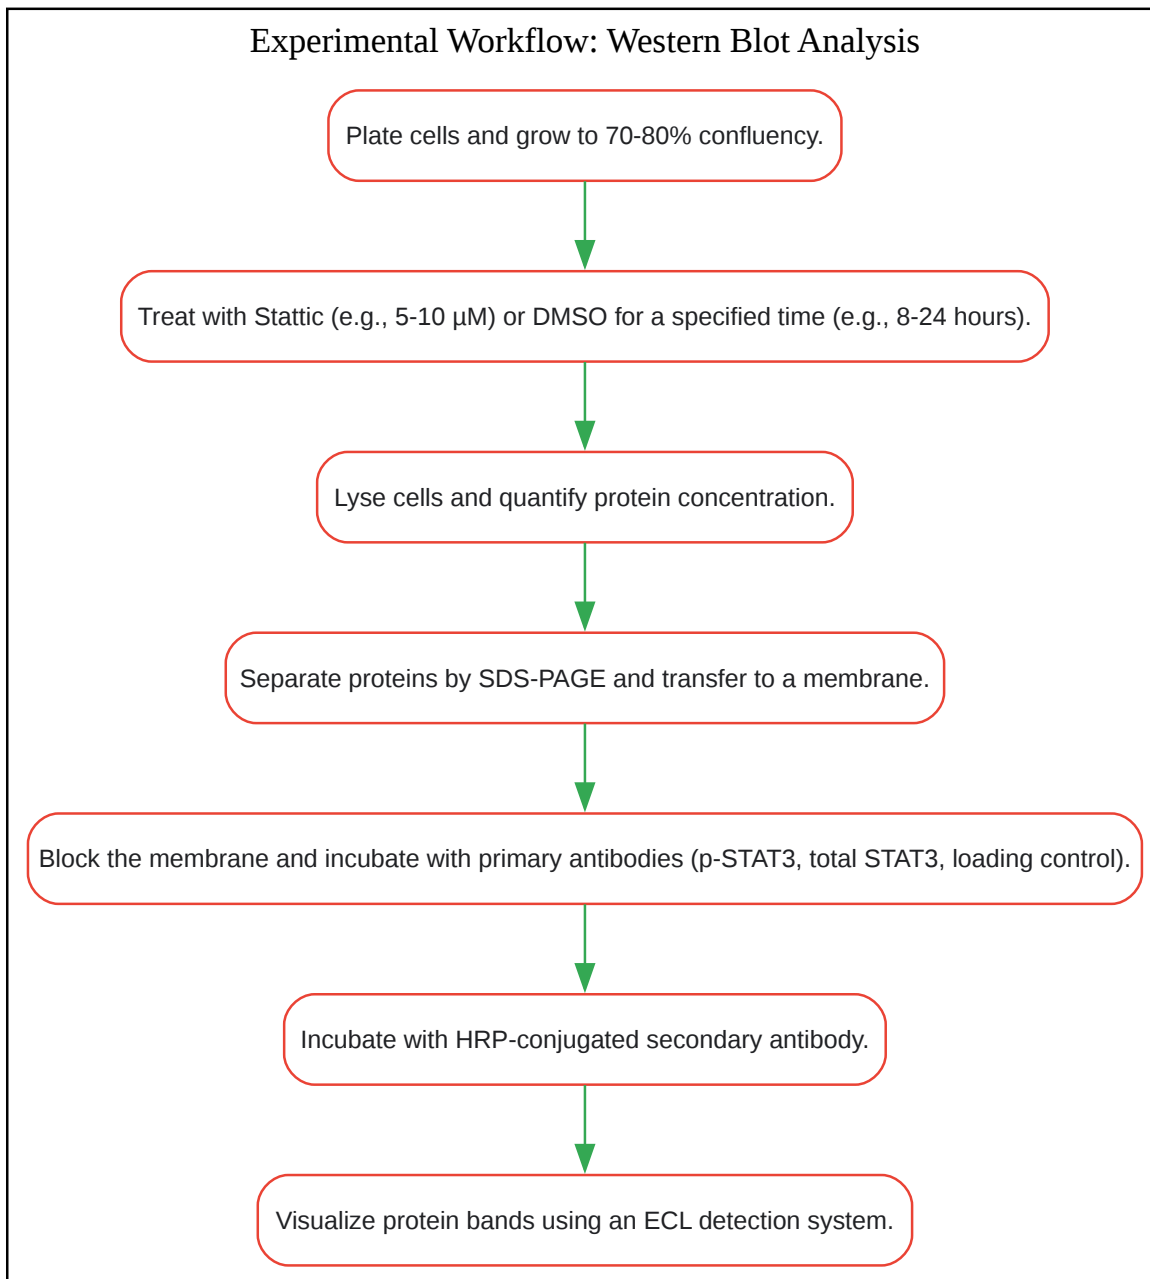 Experimental Workflow: Western Blot Analysis
Plate cells and grow to 70-80% confluency.
Treat with Stattic (e.g., 5-10 µM) or DMSO for a specified time (e.g., 8-24 hours).
Lyse cells and quantify protein concentration.
Separate proteins by SDS-PAGE and transfer to a membrane.
Block the membrane and incubate with primary antibodies (p-STAT3, total STAT3, loading control).
Incubate with HRP-conjugated secondary antibody.
Visualize protein bands using an ECL detection system.